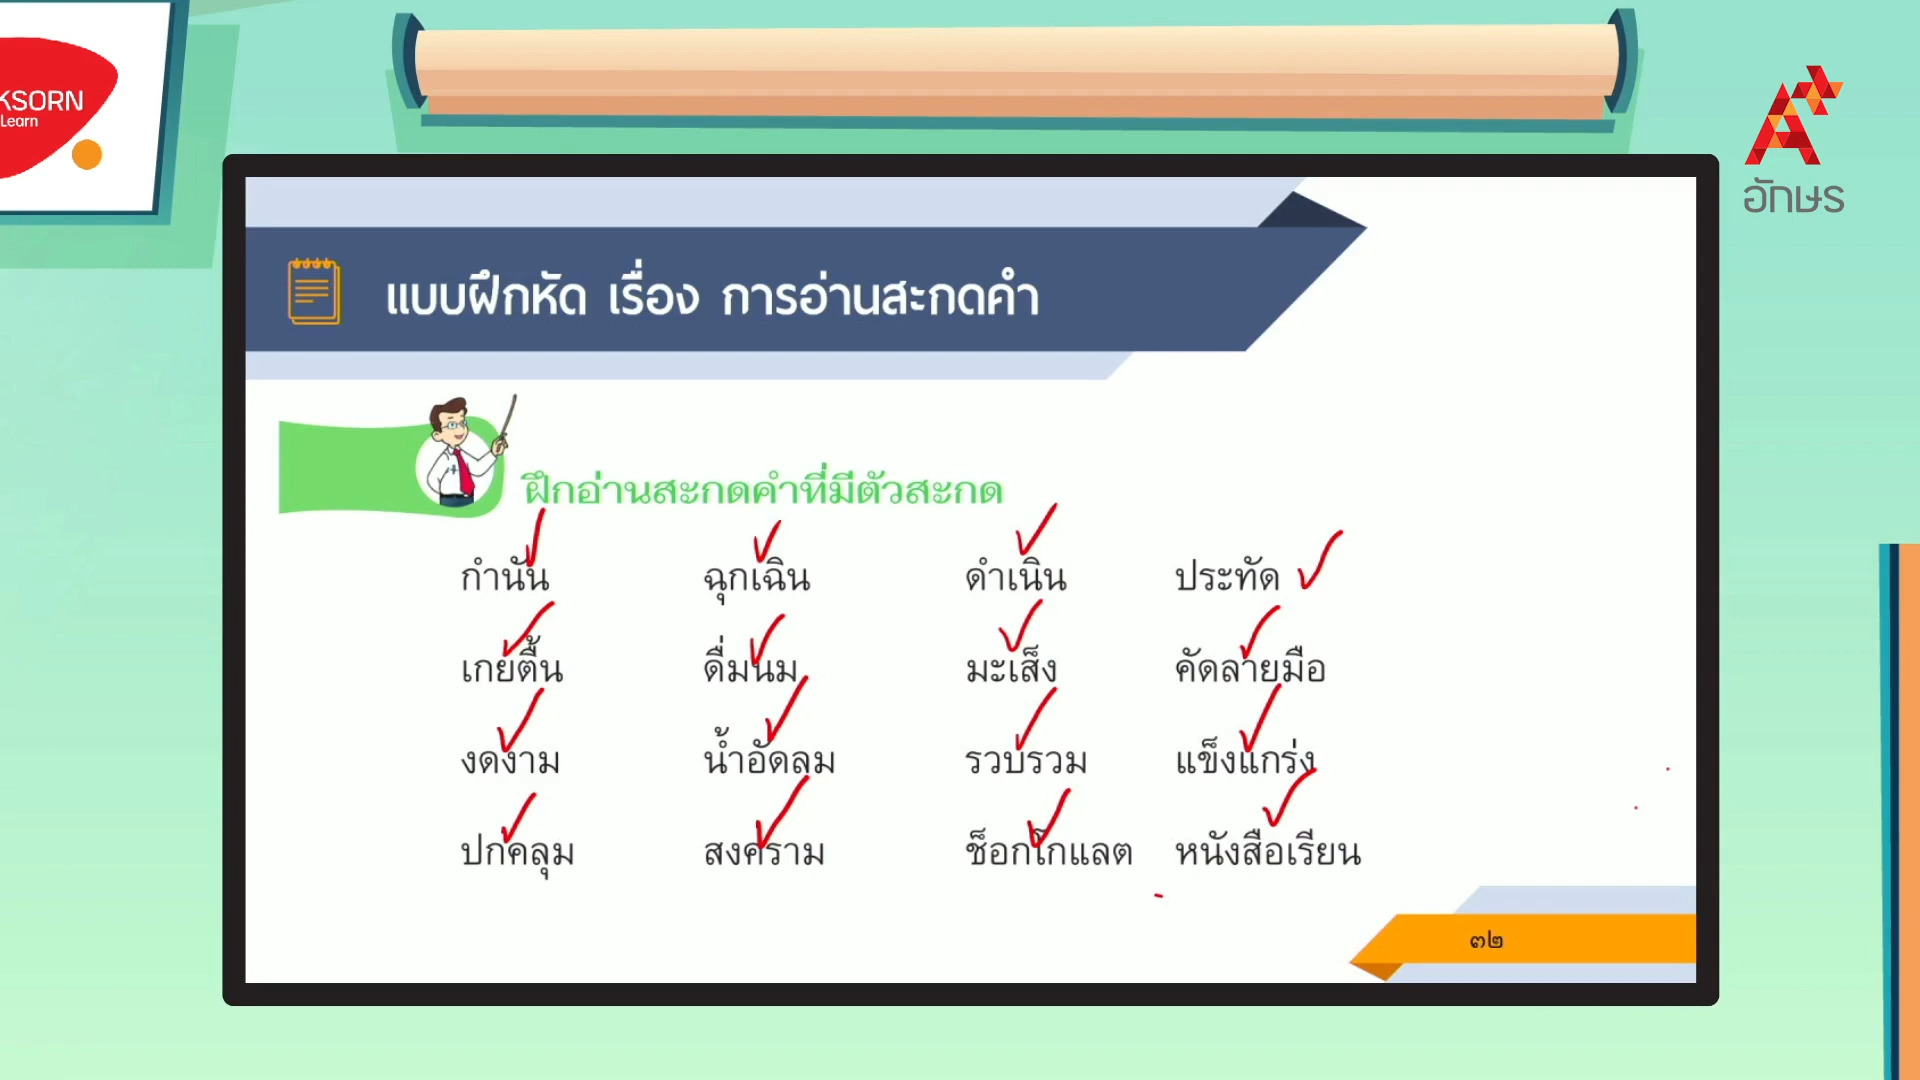 KSORN
Learn
อักษร
แบบฝึกหัด เรื่อง การอ่านสะกดคำ
ฝึกอ่านสะกดคำที่มีตัวสะกด
กำนัน ฉุกเฉิน ดำเนิน ประทัด
เกยตื้น ดื่มนม มะเส็ง คัดลายมือ
งดงาม น้ำอัดลม รวบรวม แข็งแกร่ง
ปกคลุม สงคราม ช็อกโกแลต หนังสือเรียน
๓๒